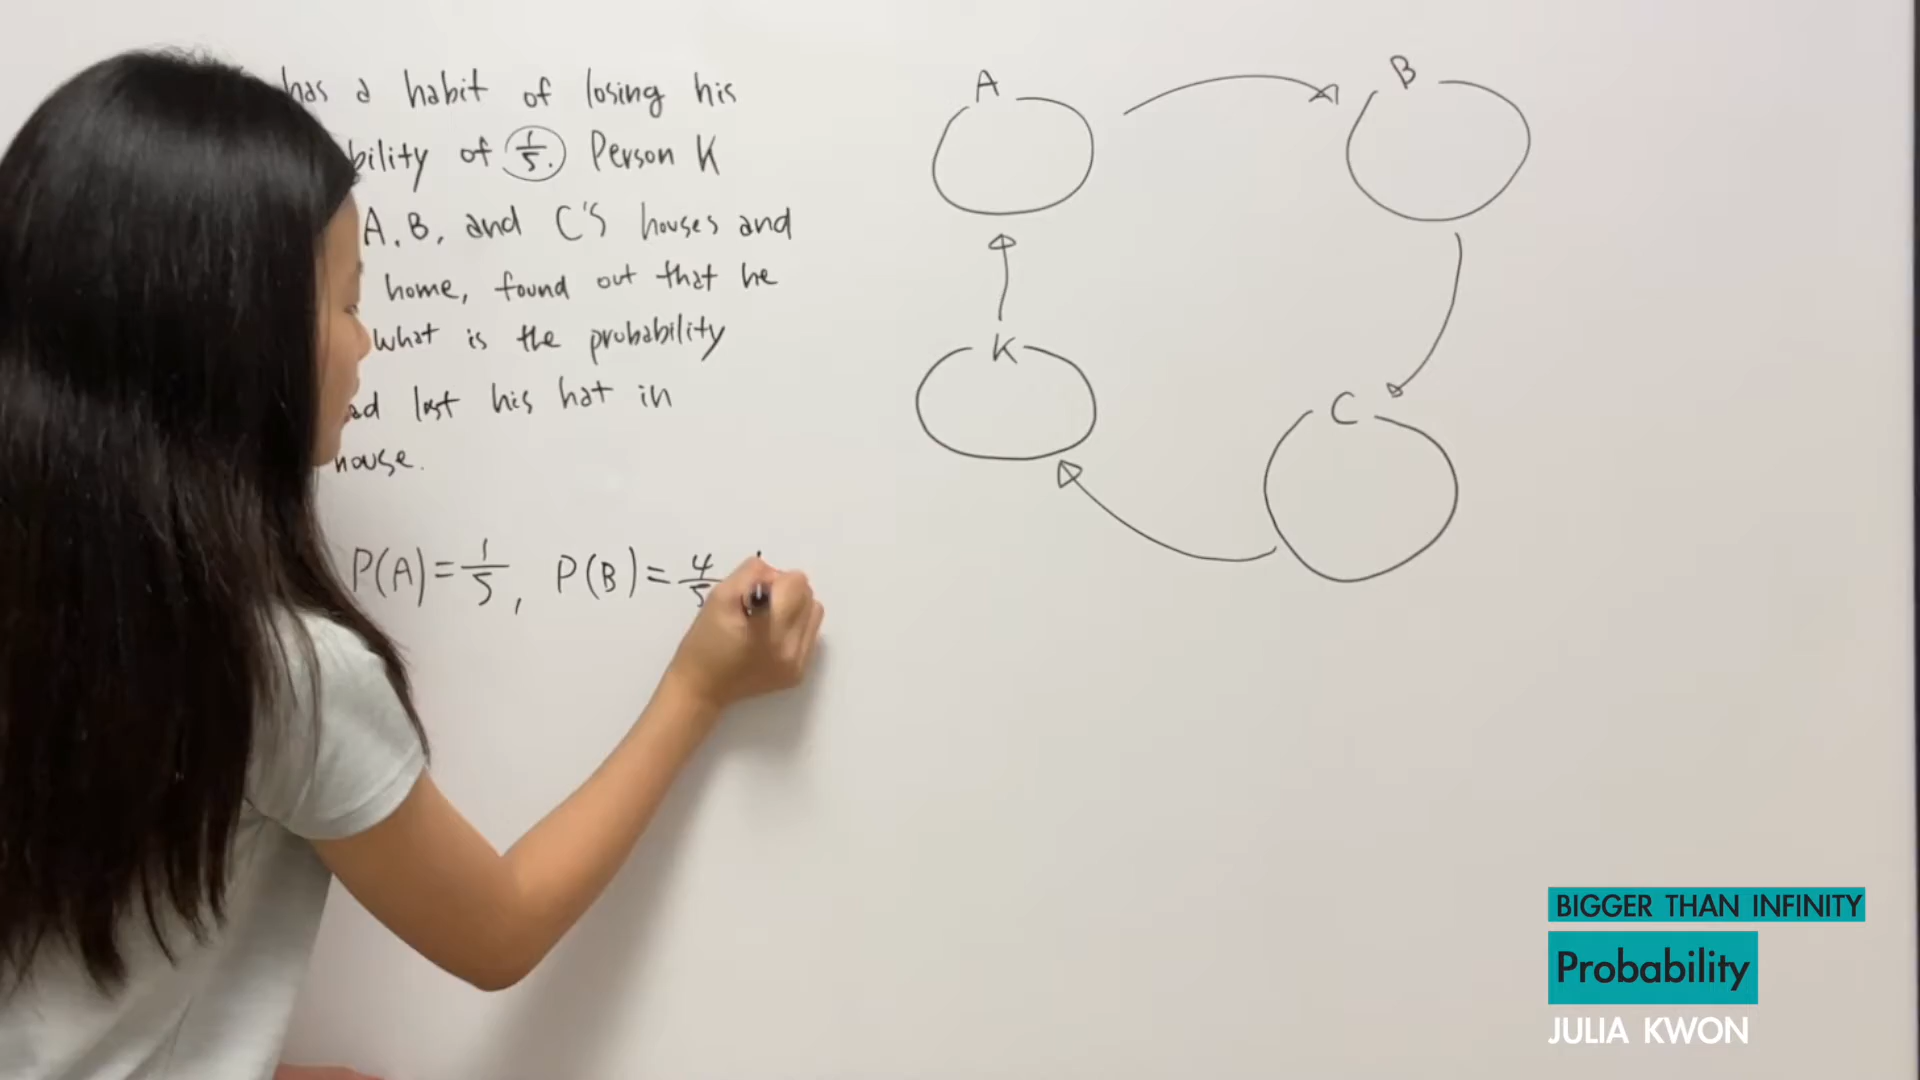 has a habit of losing his
bility of 1/5. Person K
A, B, and C'S houses and
home, found out that he
what is the probability
ad lost his hat in
house.
P(A) = 1/5, P(B) = 4/5
A
B
K
C
BIGGER THAN INFINITY
Probability
JULIA KWON